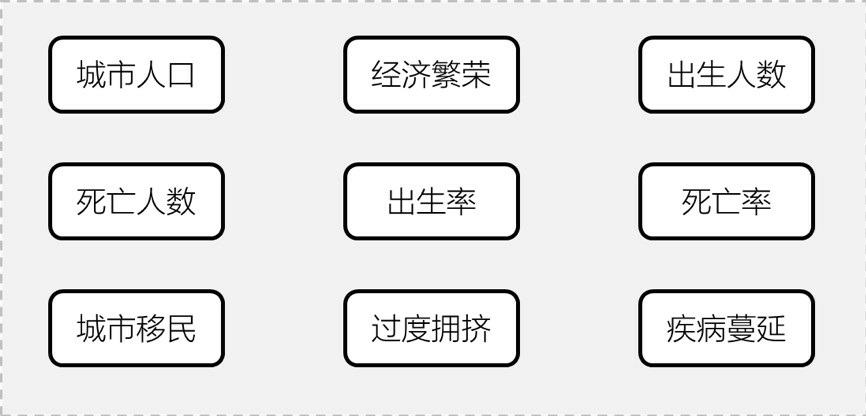 城市人口
经济繁荣
出生人数
死亡人数
出生率
死亡率
城市移民
过度拥挤
疾病蔓延